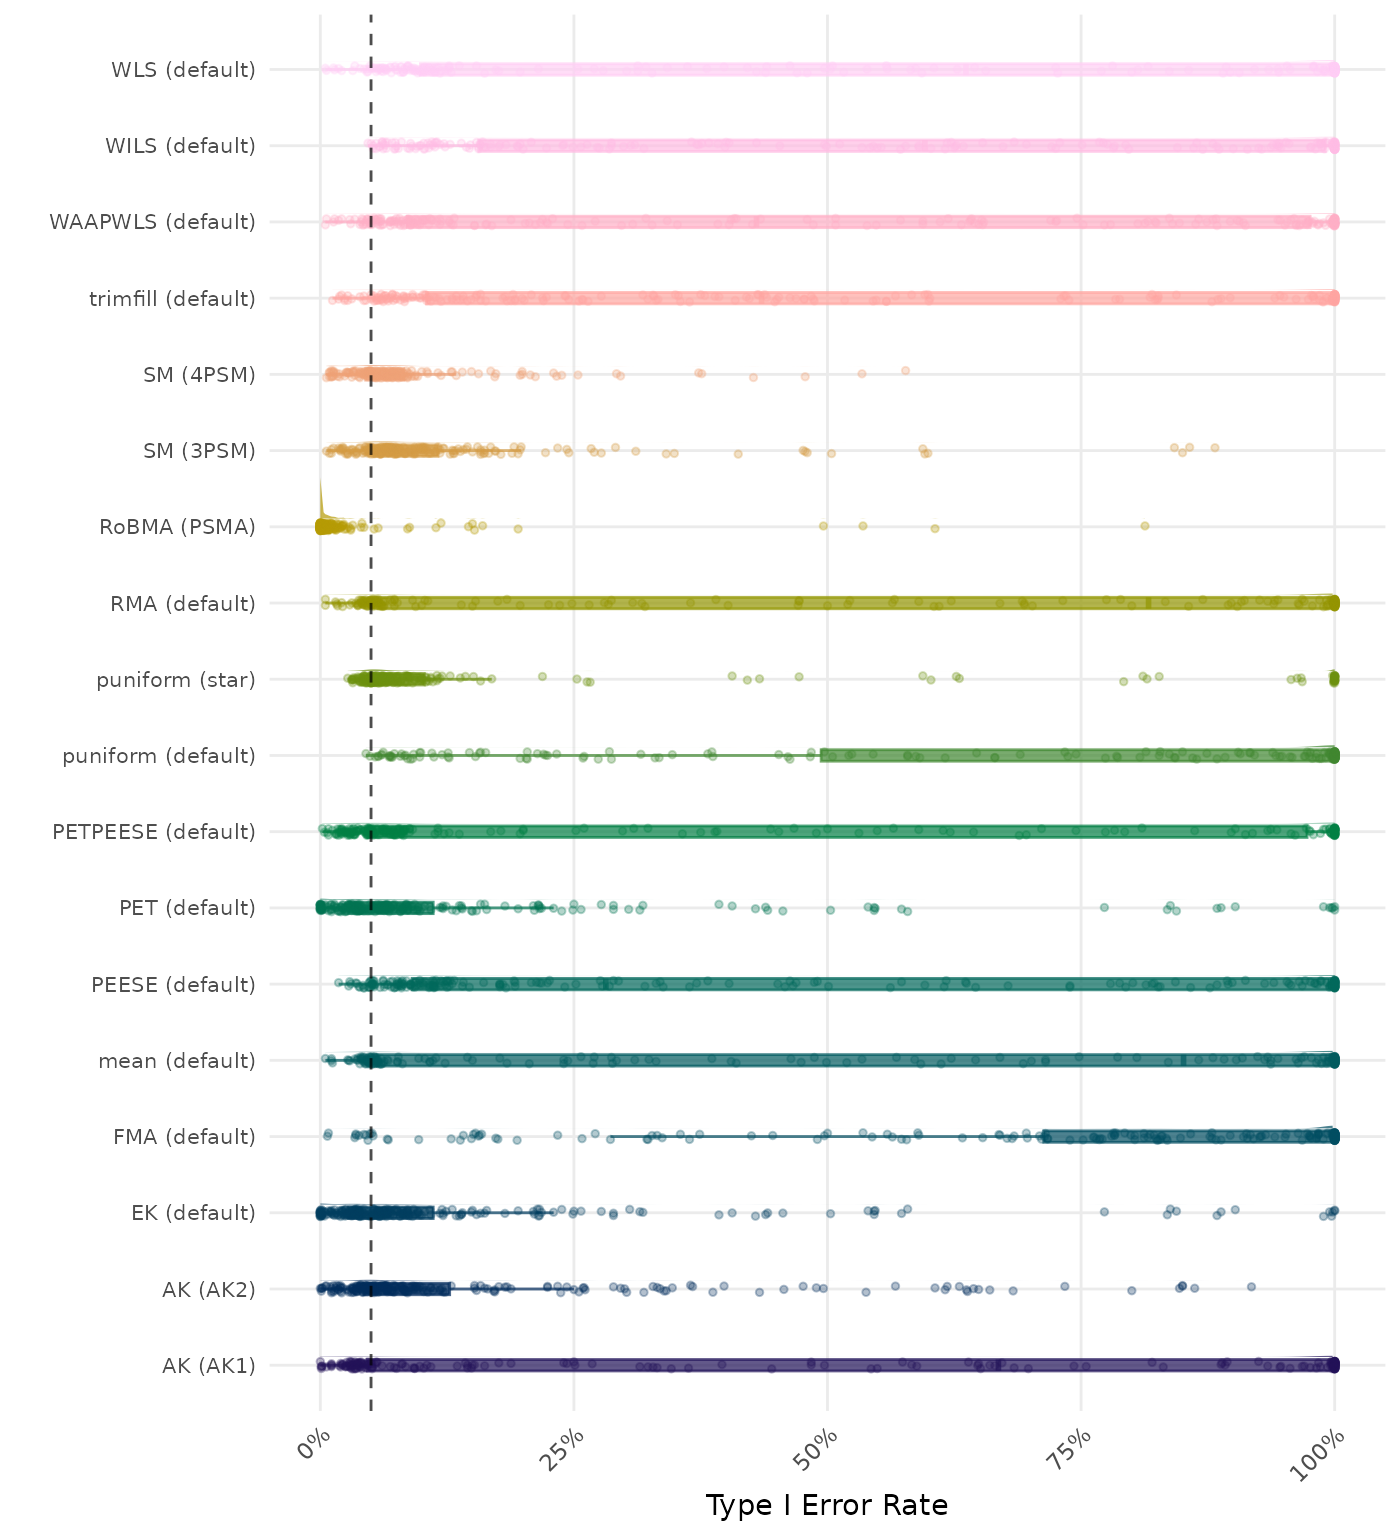 WLS (default)
WILS (default)
WAAPWLS (default)
trimfill (default)
SM (4PSM)
SM (3PSM)
RoBMA (PSMA)
RMA (default)
puniform (star)
puniform (default)
PETPEESE (default)
PET (default)
PEESE (default)
mean (default)
FMA (default)
EK (default)
AK (AK2)
AK (AK1)
0% 25% 50% 75% 100%
Type I Error Rate